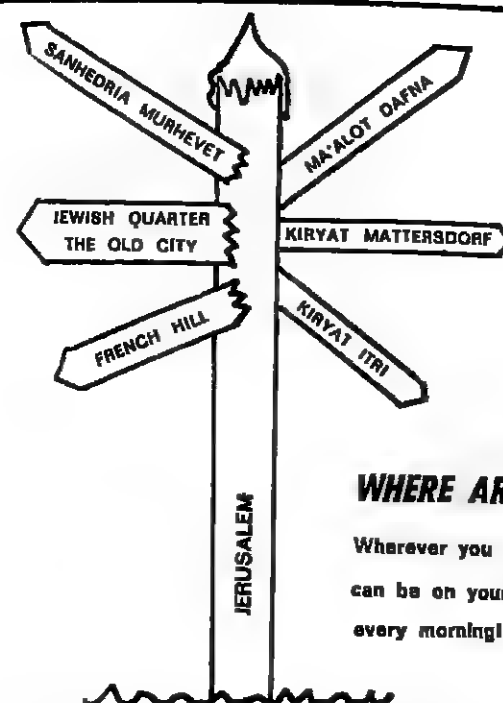 SANHEDRIA MURHEVET
MA'ALOT DAFNA
JEWISH QUARTER
THE OLD CITY
KIRYAT MATTERSDORF
FRENCH HILL
KIRYAT ITRI
JERUSALEM
WHERE AR
Wherever you
can be on your
every morning!